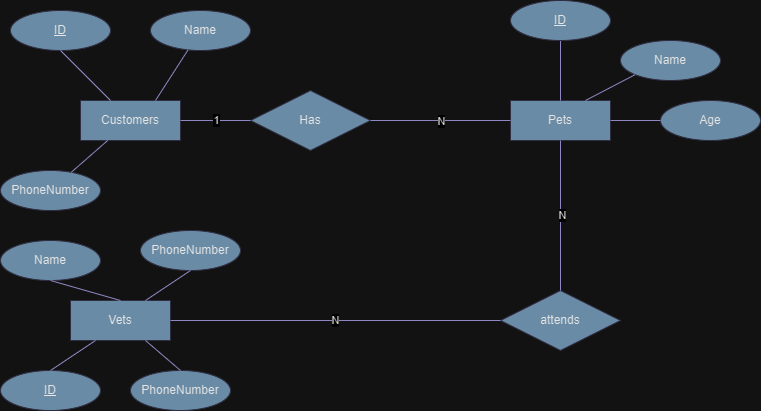 ID
Name
ID
Name
Customers
1
Has
N
Pets
Age
PhoneNumber
N
Name
PhoneNumber
Vets
N
attends
ID
PhoneNumber